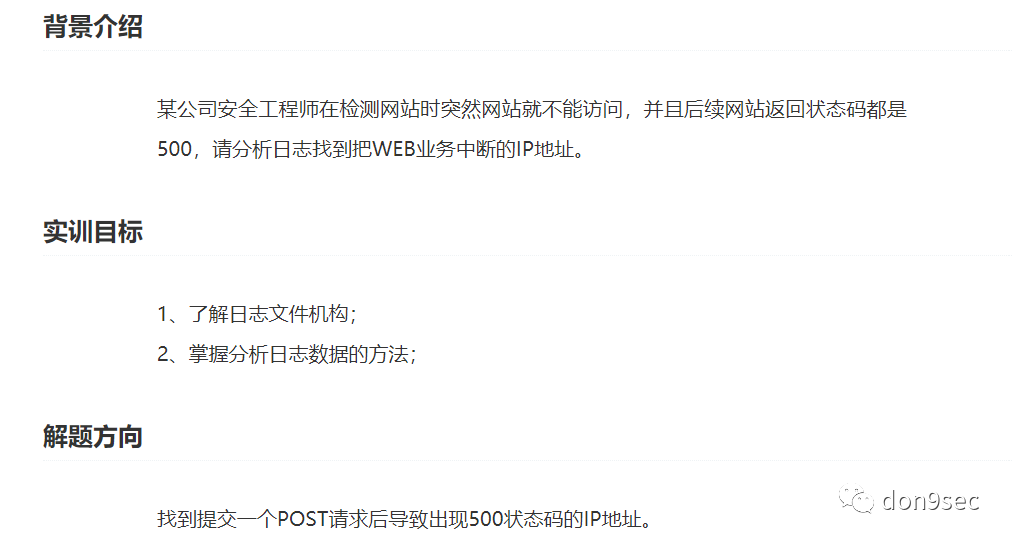 背景介绍
某公司安全工程师在检测网站时突然网站就不能访问，并且后续网站返回状态码都是
500，请分析日志找到把WEB业务中断的IP地址。
实训目标
1、了解日志文件机构；
2、掌握分析日志数据的方法；
解题方向
找到提交一个POST请求后导致出现500状态码的IP地址。
don9sec